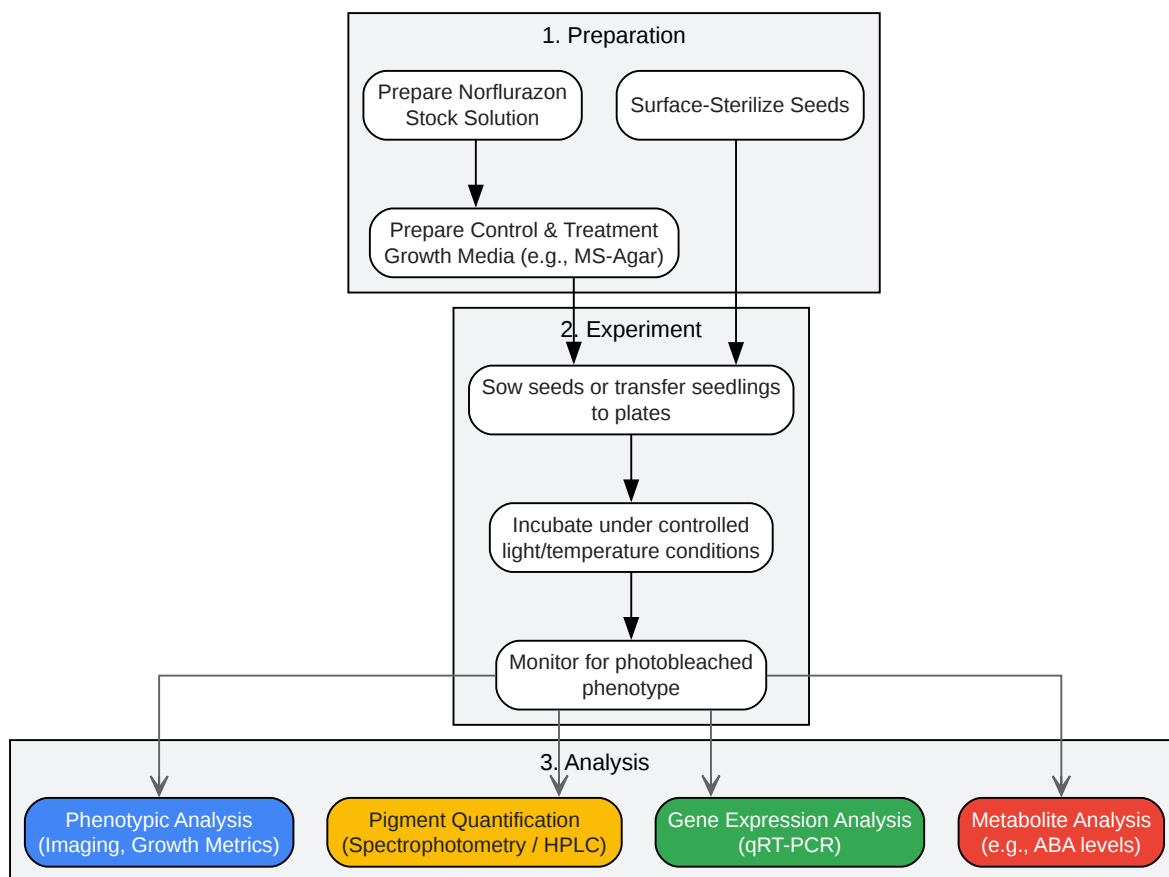 1. Preparation
Prepare Norflurazon
Stock Solution
Surface-Sterilize Seeds
Prepare Control & Treatment
Growth Media (e.g., MS-Agar)
2. Experiment
Sow seeds or transfer seedlings
to plates
Incubate under controlled
light/temperature conditions
Monitor for photobleached
phenotype
3. Analysis
Phenotypic Analysis
(Imaging, Growth Metrics)
Pigment Quantification
(Spectrophotometry / HPLC)
Gene Expression Analysis
(qRT-PCR)
Metabolite Analysis
(e.g., ABA levels)